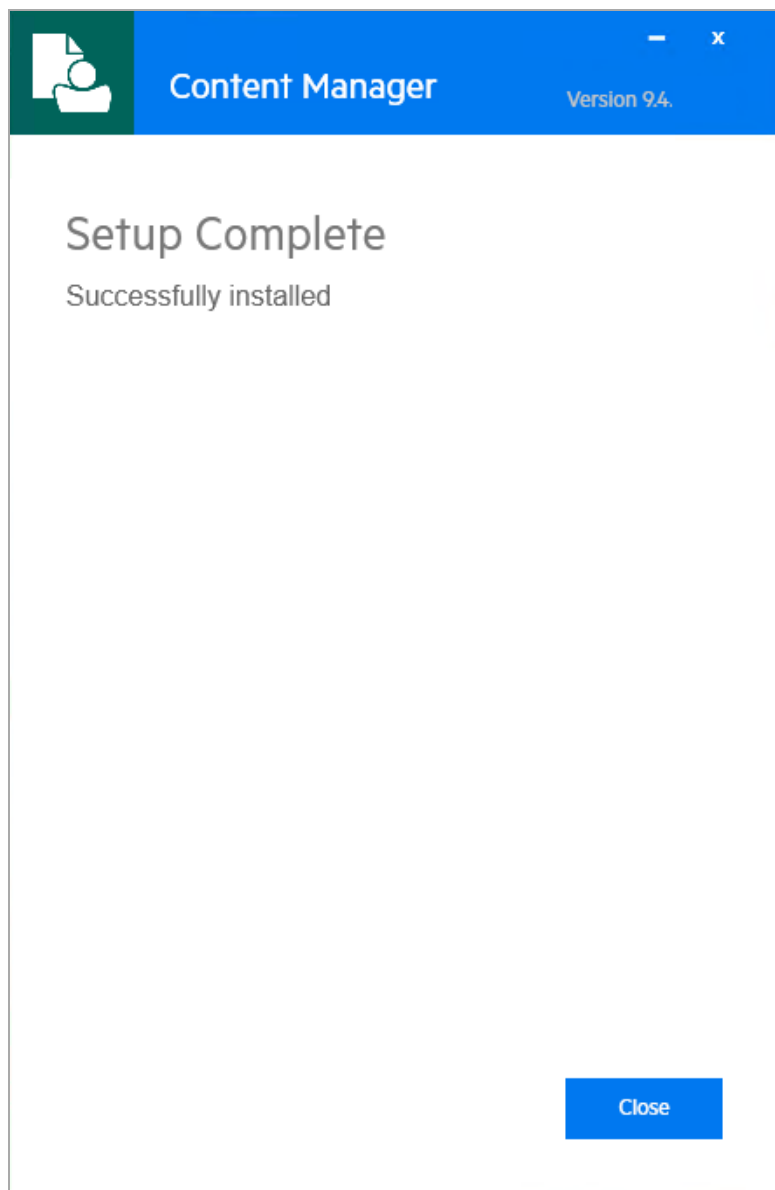 Content Manager
Version 9.4.
Setup Complete
Successfully installed
Close